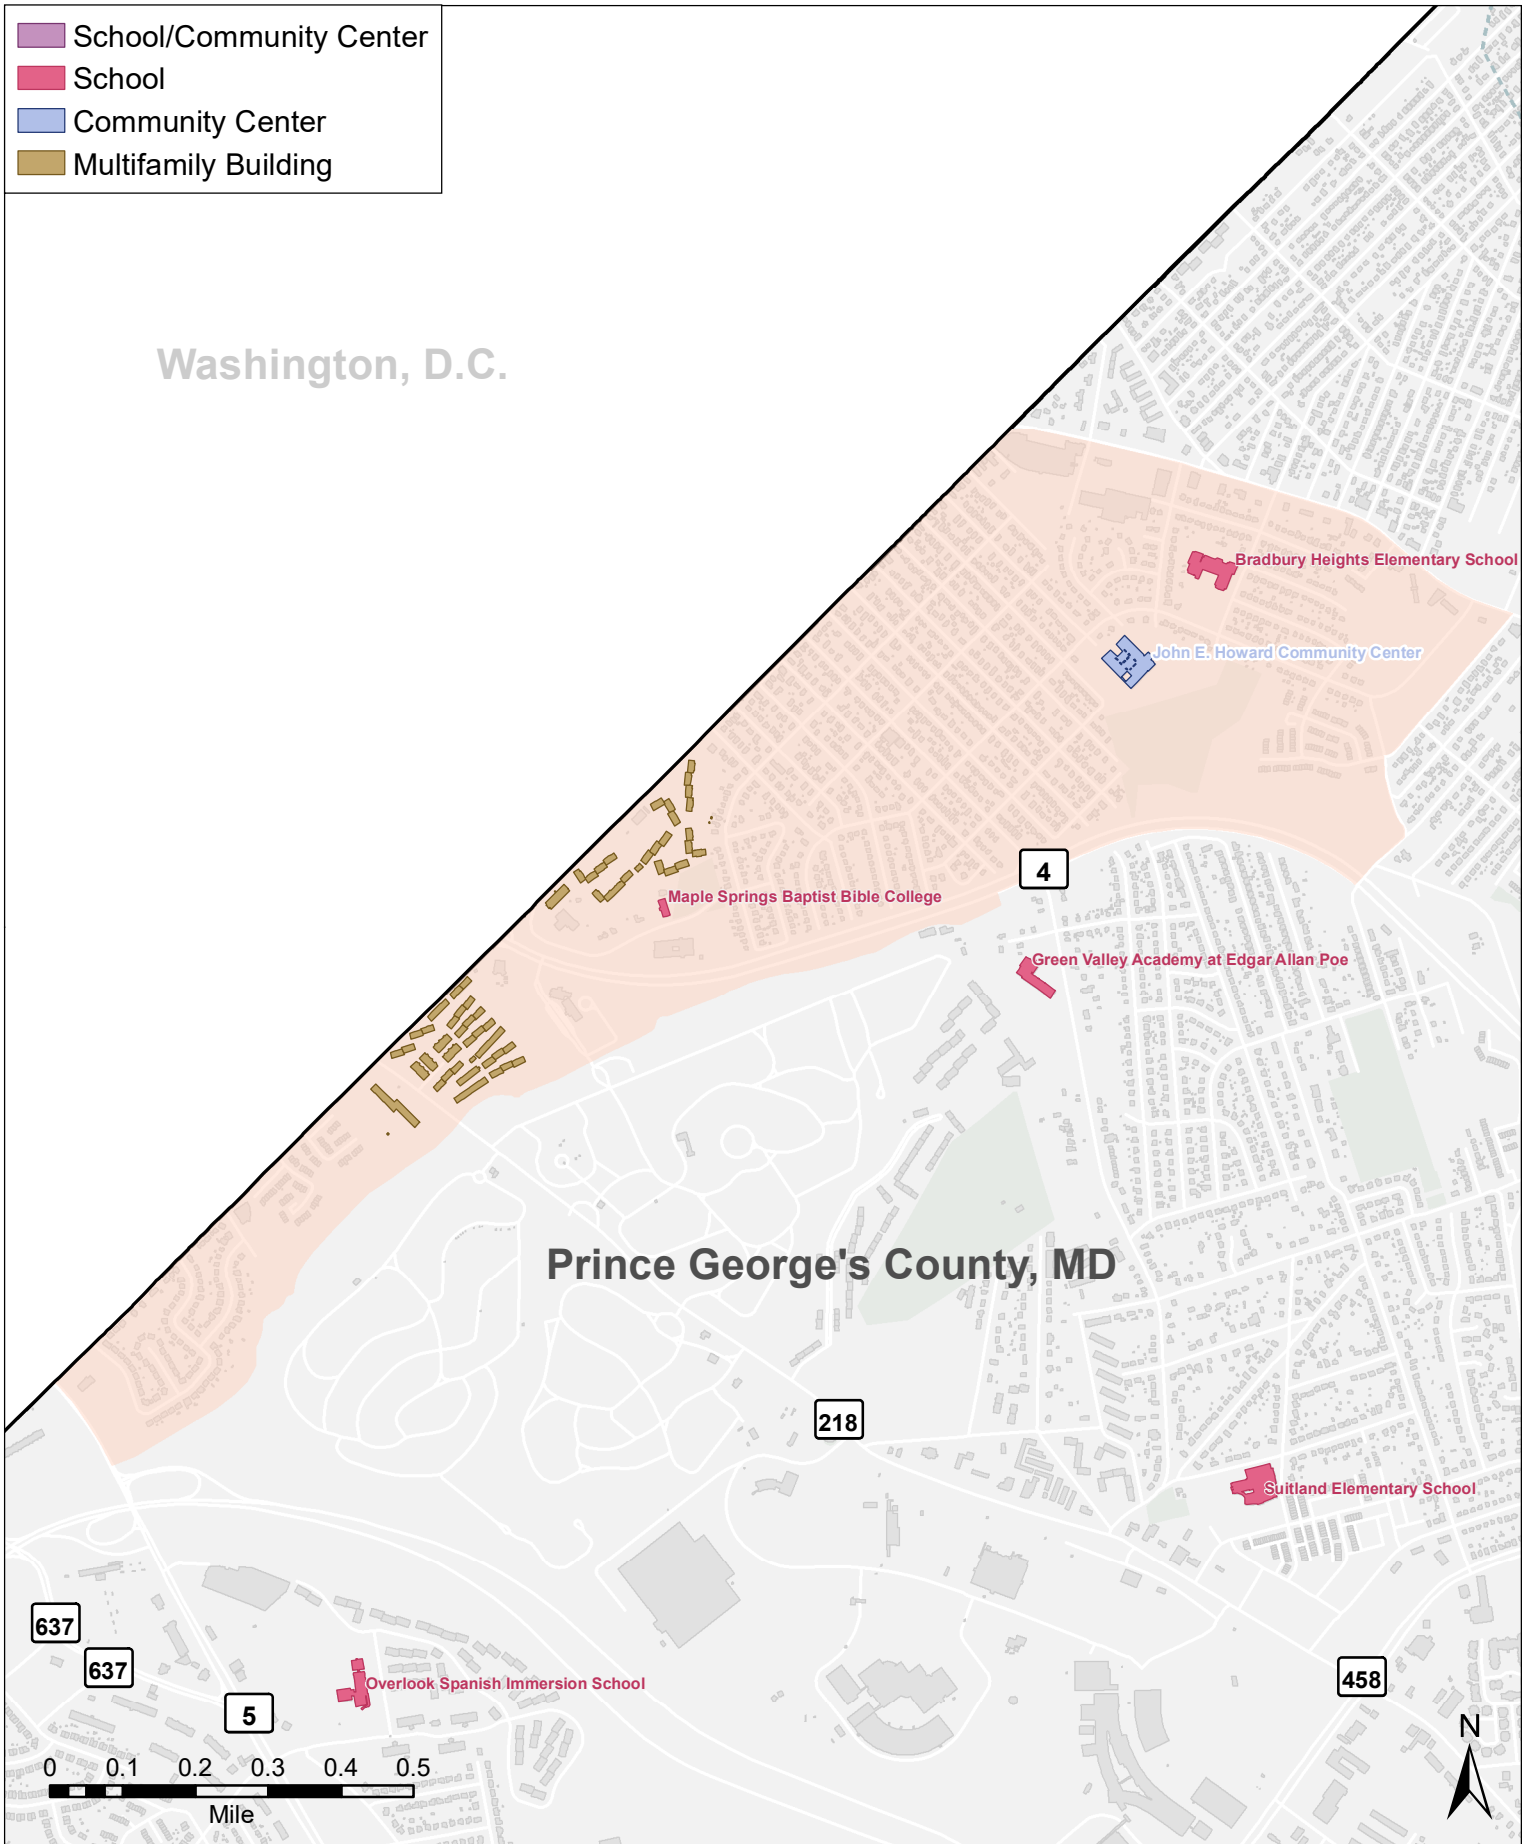 School/Community Center
School
Community Center
Multifamily Building
Washington, D.C.
Bradbury Heights Elementary School
John E. Howard Community Center
4
Maple Springs Baptist Bible College
Green Valley Academy at Edgar Allan Poe
Prince George's County, MD
218
Suitland Elementary School
637
637
458
Overlook Spanish Immersion School
5
N
0 0.1 0.2 0.3 0.4 0.5
Mile